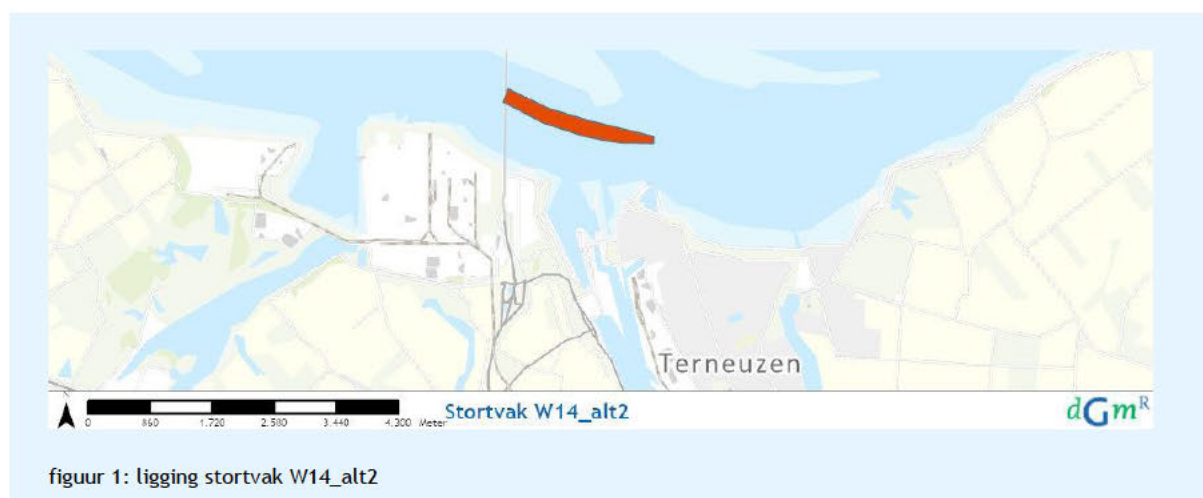 Terneuzen
0 860 1.720 2.580 3.440 4.300 Meter
Stortvak W14_alt2
dGmR
figuur 1: ligging stortvak W14_alt2